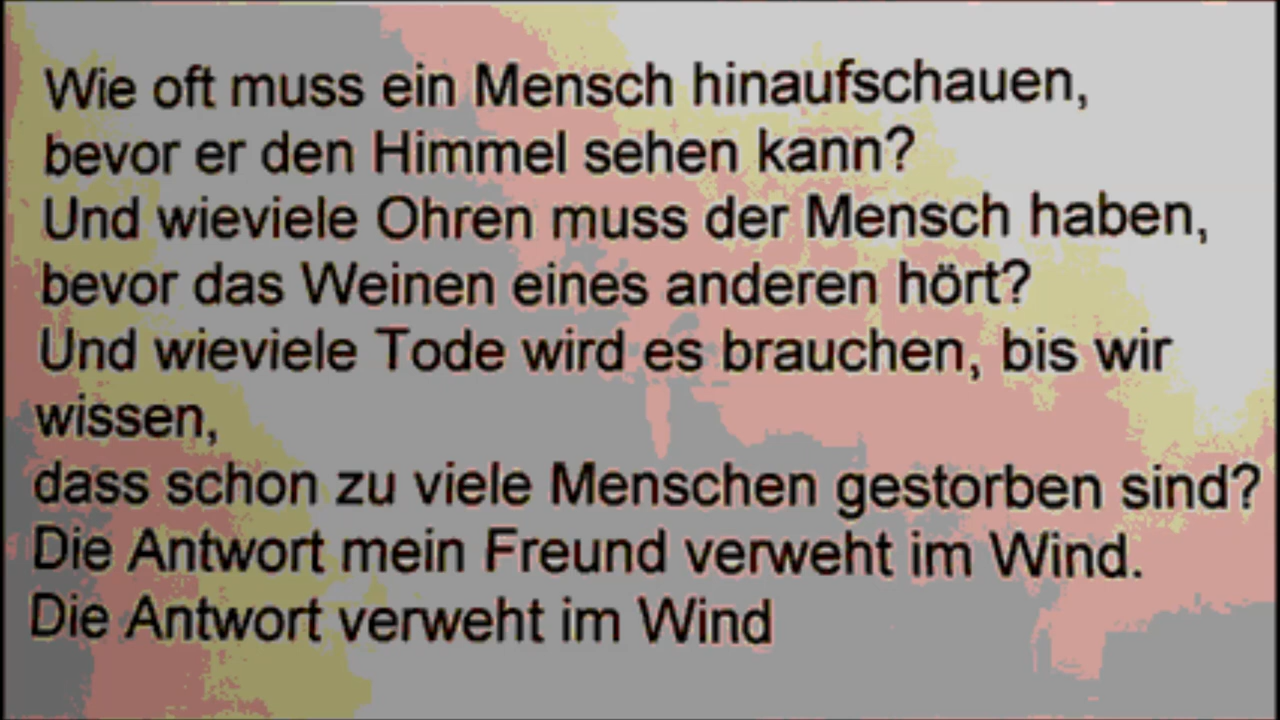 Wie oft muss ein Mensch hinaufschauen,
bevor er den Himmel sehen kann?
Und wieviele Ohren muss der Mensch haben,
bevor das Weinen eines anderen hört?
Und wieviele Tode wird es brauchen, bis wir
wissen,
dass schon zu viele Menschen gestorben sind?
Die Antwort mein Freund verweht im Wind.
Die Antwort verweht im Wind